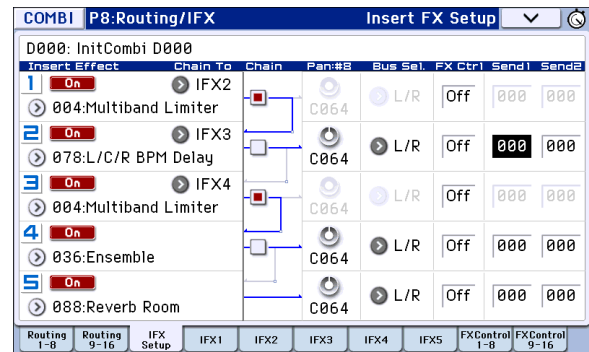 COMBI P8:Routing/IFX Insert FX Setup
D000: InitCombi D000
Insert Effect Chain To Chain Pan:#8 Bus Sel. FX Ctrl Send1 Send2
1 On IFX2
004:Multiband Limiter C064 L/R Off 000 000
2 On IFX3
078:L/C/R BPM Delay C064 L/R Off 000 000
3 On IFX4
004:Multiband Limiter C064 L/R Off 000 000
4 On
036:Ensemble C064 L/R Off 000 000
5 On
088:Reverb Room C064 L/R Off 000 000
Routing 1-8 Routing 9-16 IFX Setup IFX1 IFX2 IFX3 IFX4 IFX5 FXControl 1-8 FXControl 9-16